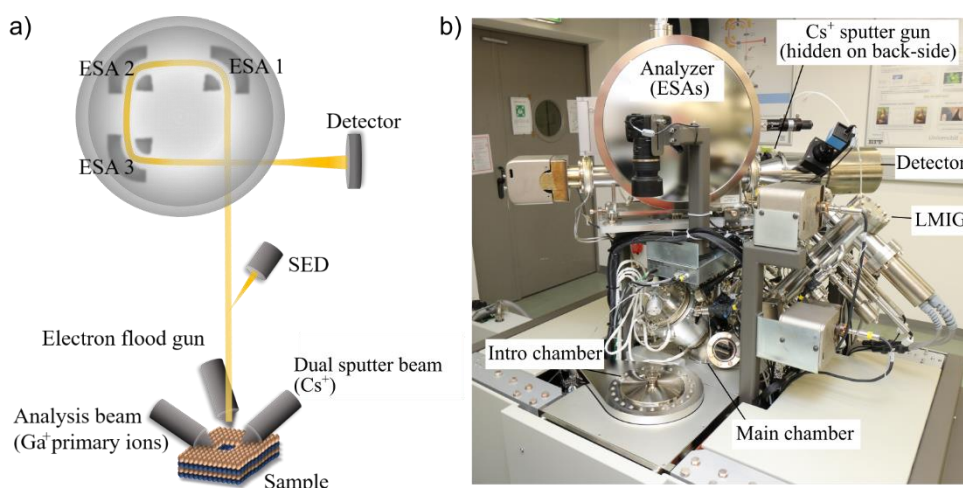 a)
ESA 2
ESA 1
ESA 3
Detector
SED
Electron flood gun
Dual sputter beam
(Cs⁺)
Analysis beam
(Ga⁺primary ions)
Sample
b)
Cs⁺ sputter gun
(hidden on back-side)
Analyzer
(ESAs)
Detector
LMIG
Intro chamber
Main chamber